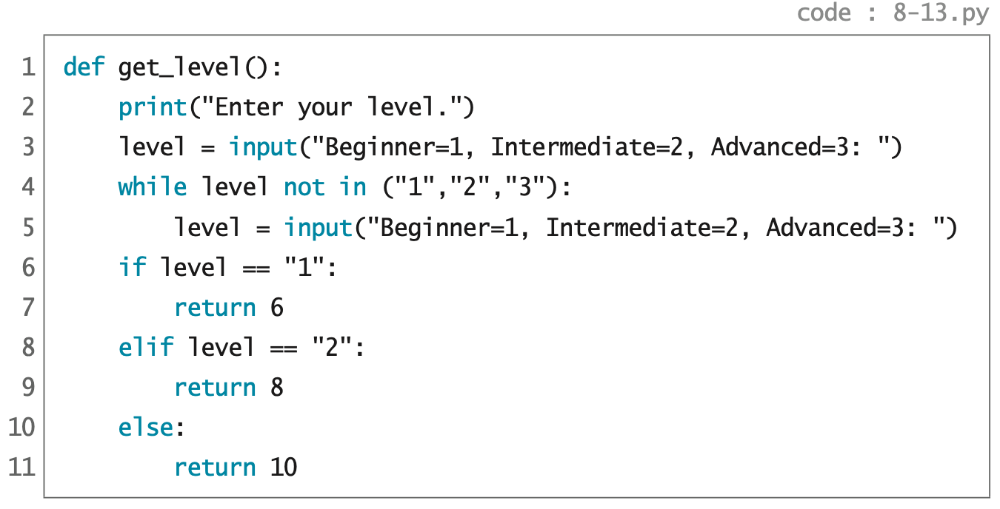 code : 8-13.py
1 def get_level():
2     print("Enter your level.")
3     level = input("Beginner=1, Intermediate=2, Advanced=3: ")
4     while level not in ("1","2","3"):
5         level = input("Beginner=1, Intermediate=2, Advanced=3: ")
6     if level == "1":
7         return 6
8     elif level == "2":
9         return 8
10     else:
11         return 10